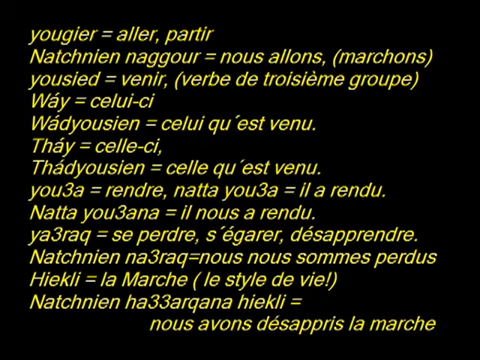 yougier = aller, partir
Natchnien naggour = nous allons, (marchons)
yousied = venir, (verbe de troisième groupe)
Wáy = celui-ci
Wádyousien = celui qu´est venu.
Tháy = celle-ci,
Thádyousien = celle qu´est venu.
you3a = rendre, natta you3a = il a rendu.
Natta you3ana = il nous a rendu.
ya3raq = se perdre, s´égarer, désapprendre.
Natchnien na3raq=nous nous sommes perdus
Hiekli = la Marche ( le style de vie!)
Natchnien ha33arqana hiekli =
nous avons désappris la marche